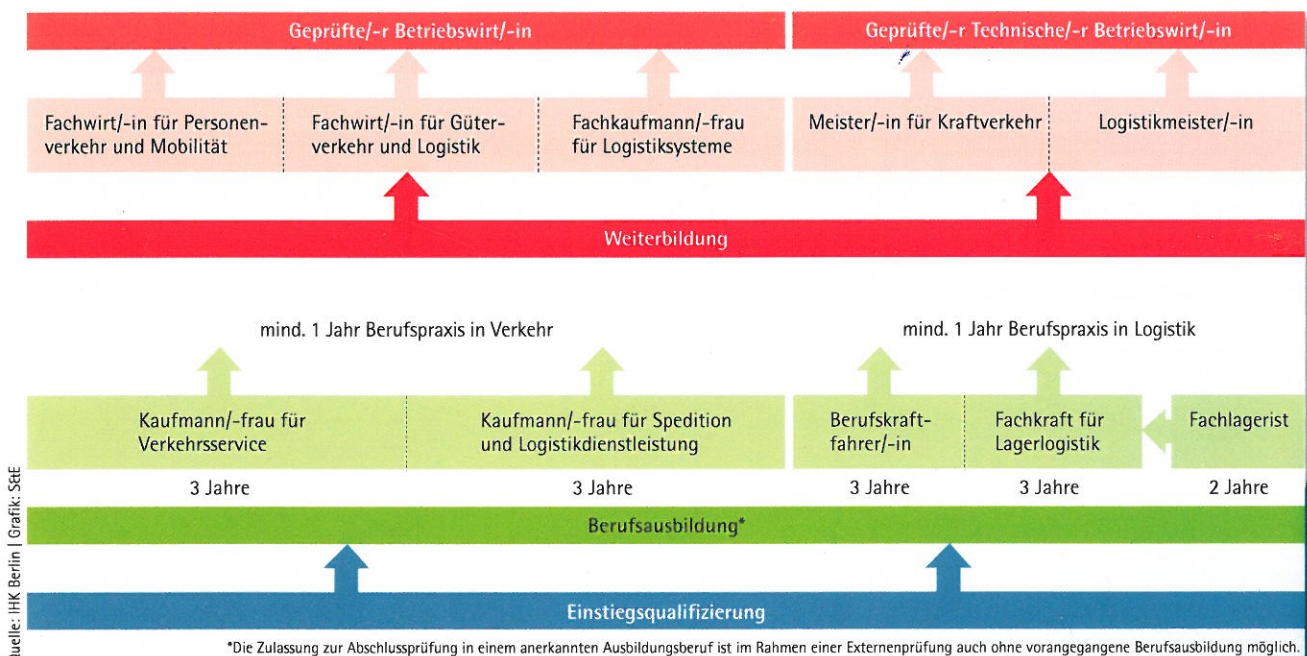 Geprüfte/-r Betriebswirt/-in
Geprüfte/-r Technische/-r Betriebswirt/-in
Fachwirt/-in für Personen-
verkehr und Mobilität
Fachwirt/-in für Güter-
verkehr und Logistik
Fachkaufmann/-frau
für Logistiksysteme
Meister/-in für Kraftverkehr
Logistikmeister/-in
Weiterbildung
mind. 1 Jahr Berufspraxis in Verkehr
mind. 1 Jahr Berufspraxis in Logistik
Kaufmann/-frau für
Verkehrsservice
Kaufmann/-frau für Spedition
und Logistikdienstleistung
Berufskraft-
fahrer/-in
Fachkraft für
Lagerlogistik
Fachlagerist
3 Jahre
3 Jahre
3 Jahre
3 Jahre
2 Jahre
Berufsausbildung*
Einstiegsqualifizierung
*Die Zulassung zur Abschlussprüfung in einem anerkannten Ausbildungsberuf ist im Rahmen einer Externenprüfung auch ohne vorangegangene Berufsausbildung möglich.
uelle: IHK Berlin | Grafik: SEtE